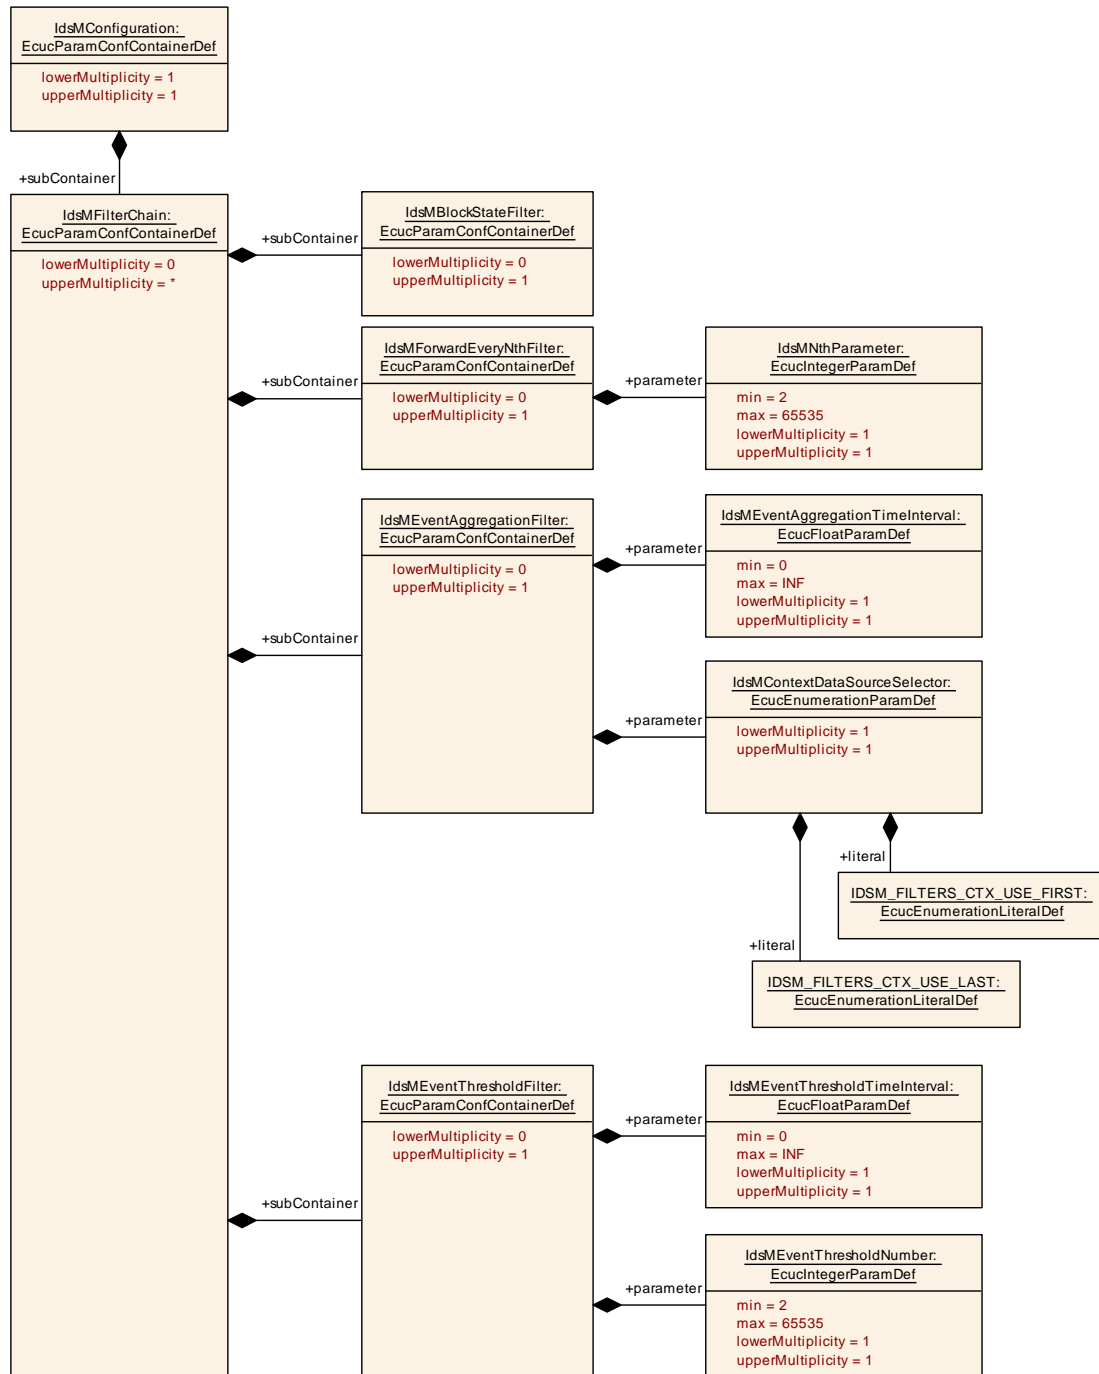 IdsMConfiguration:
EcucParamConfContainerDef
lowerMultiplicity = 1
upperMultiplicity = 1
+subContainer
IdsMFilterChain:
EcucParamConfContainerDef
lowerMultiplicity = 0
upperMultiplicity = *
+subContainer
IdsMBlockStateFilter:
EcucParamConfContainerDef
lowerMultiplicity = 0
upperMultiplicity = 1
+subContainer
IdsMForwardEveryNthFilter:
EcucParamConfContainerDef
lowerMultiplicity = 0
upperMultiplicity = 1
+parameter
IdsMNthParameter:
EcucIntegerParamDef
min = 2
max = 65535
lowerMultiplicity = 1
upperMultiplicity = 1
+subContainer
IdsMEventAggregationFilter:
EcucParamConfContainerDef
lowerMultiplicity = 0
upperMultiplicity = 1
+parameter
IdsMEventAggregationTimeInterval:
EcucFloatParamDef
min = 0
max = INF
lowerMultiplicity = 1
upperMultiplicity = 1
+parameter
IdsMContextDataSourceSelector:
EcucEnumerationParamDef
lowerMultiplicity = 1
upperMultiplicity = 1
+literal
IDSM_FILTERS_CTX_USE_FIRST:
EcucEnumerationLiteralDef
+literal
IDSM_FILTERS_CTX_USE_LAST:
EcucEnumerationLiteralDef
+subContainer
IdsMEventThresholdFilter:
EcucParamConfContainerDef
lowerMultiplicity = 0
upperMultiplicity = 1
+parameter
IdsMEventThresholdTimeInterval:
EcucFloatParamDef
min = 0
max = INF
lowerMultiplicity = 1
upperMultiplicity = 1
+parameter
IdsMEventThresholdNumber:
EcucIntegerParamDef
min = 2
max = 65535
lowerMultiplicity = 1
upperMultiplicity = 1